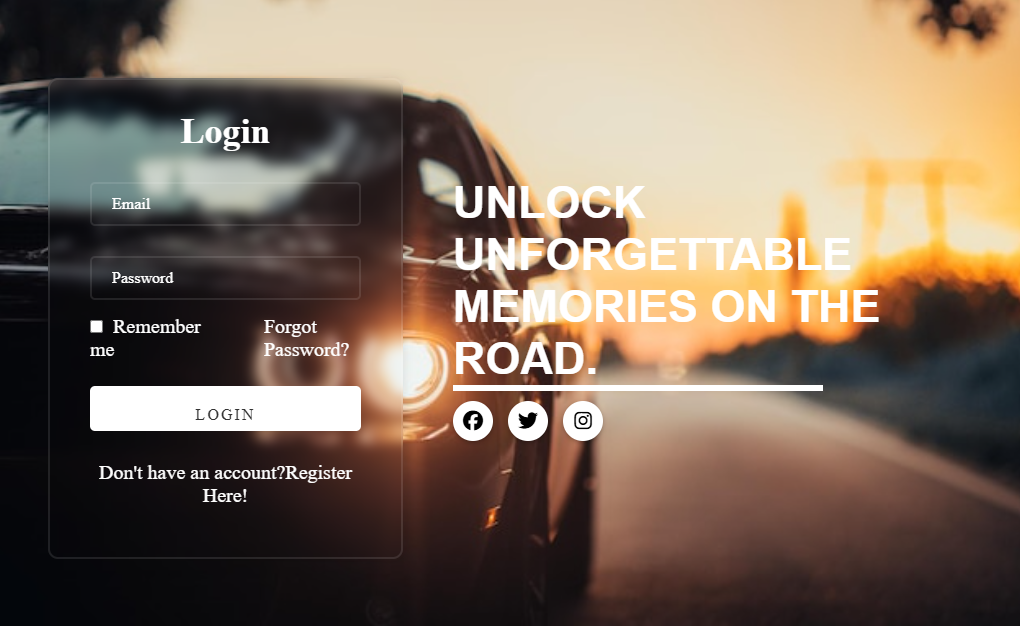 Login
Email
Password
Remember me
Forgot Password?
LOGIN
Don't have an account?Register
Here!
UNLOCK
UNFORGETTABLE
MEMORIES ON THE
ROAD.